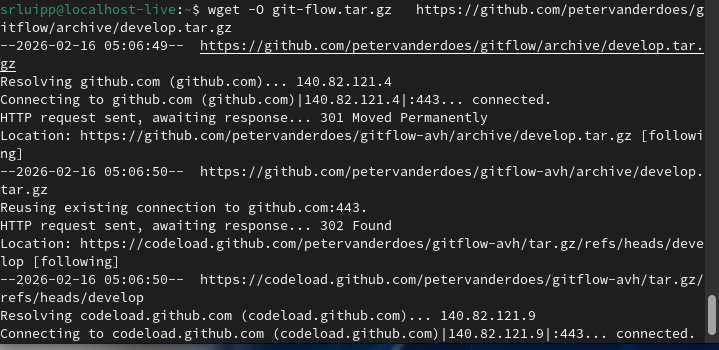 srluipp@localhost-live:~$ wget -O git-flow.tar.gz   https://github.com/petervanderdoes/g
itflow/archive/develop.tar.gz
--2026-02-16 05:06:49--  https://github.com/petervanderdoes/gitflow/archive/develop.tar.
gz
Resolving github.com (github.com)... 140.82.121.4
Connecting to github.com (github.com)|140.82.121.4|:443... connected.
HTTP request sent, awaiting response... 301 Moved Permanently
Location: https://github.com/petervanderdoes/gitflow-avh/archive/develop.tar.gz [followi
ng]
--2026-02-16 05:06:50--  https://github.com/petervanderdoes/gitflow-avh/archive/develop.
tar.gz
Reusing existing connection to github.com:443.
HTTP request sent, awaiting response... 302 Found
Location: https://codeload.github.com/petervanderdoes/gitflow-avh/tar.gz/refs/heads/deve
lop [following]
--2026-02-16 05:06:50--  https://codeload.github.com/petervanderdoes/gitflow-avh/tar.gz/
refs/heads/develop
Resolving codeload.github.com (codeload.github.com)... 140.82.121.9
Connecting to codeload.github.com (codeload.github.com)|140.82.121.9|:443... connected.